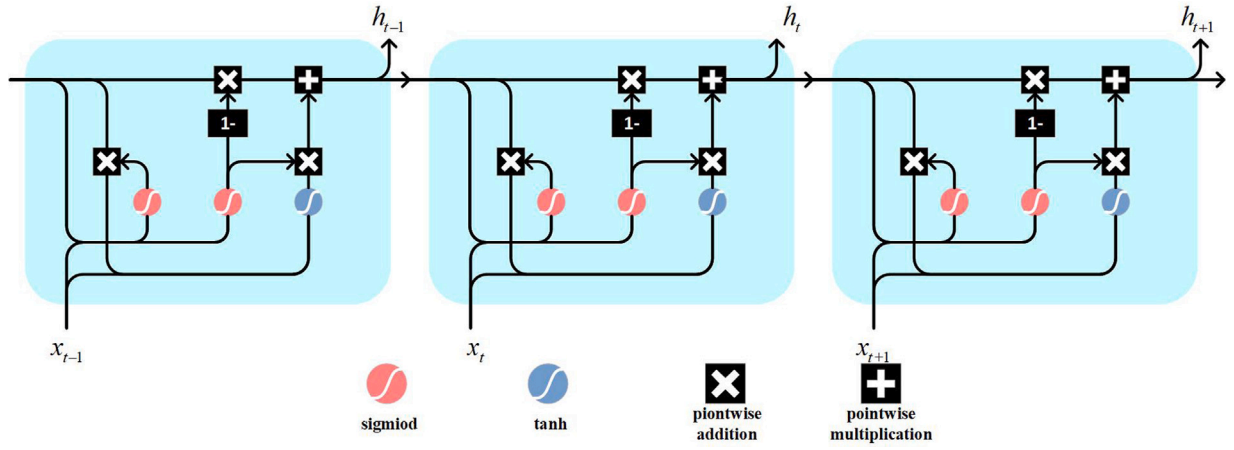 h_{t-1} h_t h_{t+1}
1- 1- 1-
x_{t-1} x_t x_{t+1}
sigmiod tanh piontwise pointwise
addition multiplication